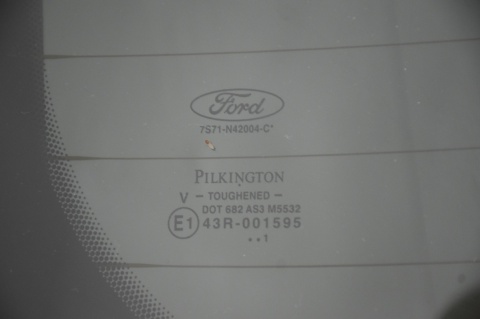 Ford
7S71-N42004-C*
PILKINGTON
V - TOUGHENED -
DOT 682 AS3 M5532
E1 43R-001595
..1